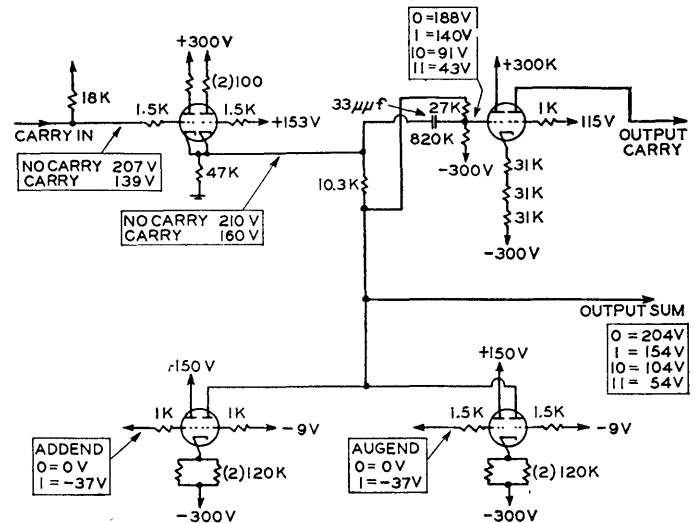 +300V
(2)100
18K
1.5K
1.5K
+153V
CARRY IN
NO CARRY 207 V
CARRY 139 V
47K
NO CARRY 210 V
CARRY 160 V
0=188V
1=140V
10=91V
11=43V
33μμf
27K
820K
-300V
10.3K
+300K
1K
115V
OUTPUT
CARRY
31K
31K
31K
-300V
OUTPUT SUM
0=204V
1=154V
10=104V
11=54V
150V
1K
1K
-9V
ADDEND
0=0V
1=-37V
(2)120K
-300V
+150V
1.5K
1.5K
-9V
AUGEND
0=0V
1=-37V
(2)120K
-300V